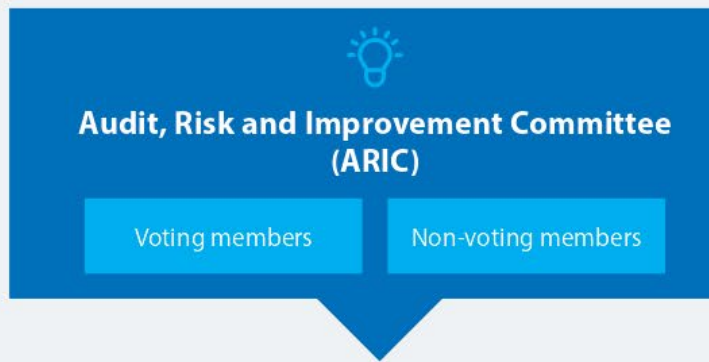 Audit, Risk and Improvement Committee
(ARIC)
Voting members
Non-voting members